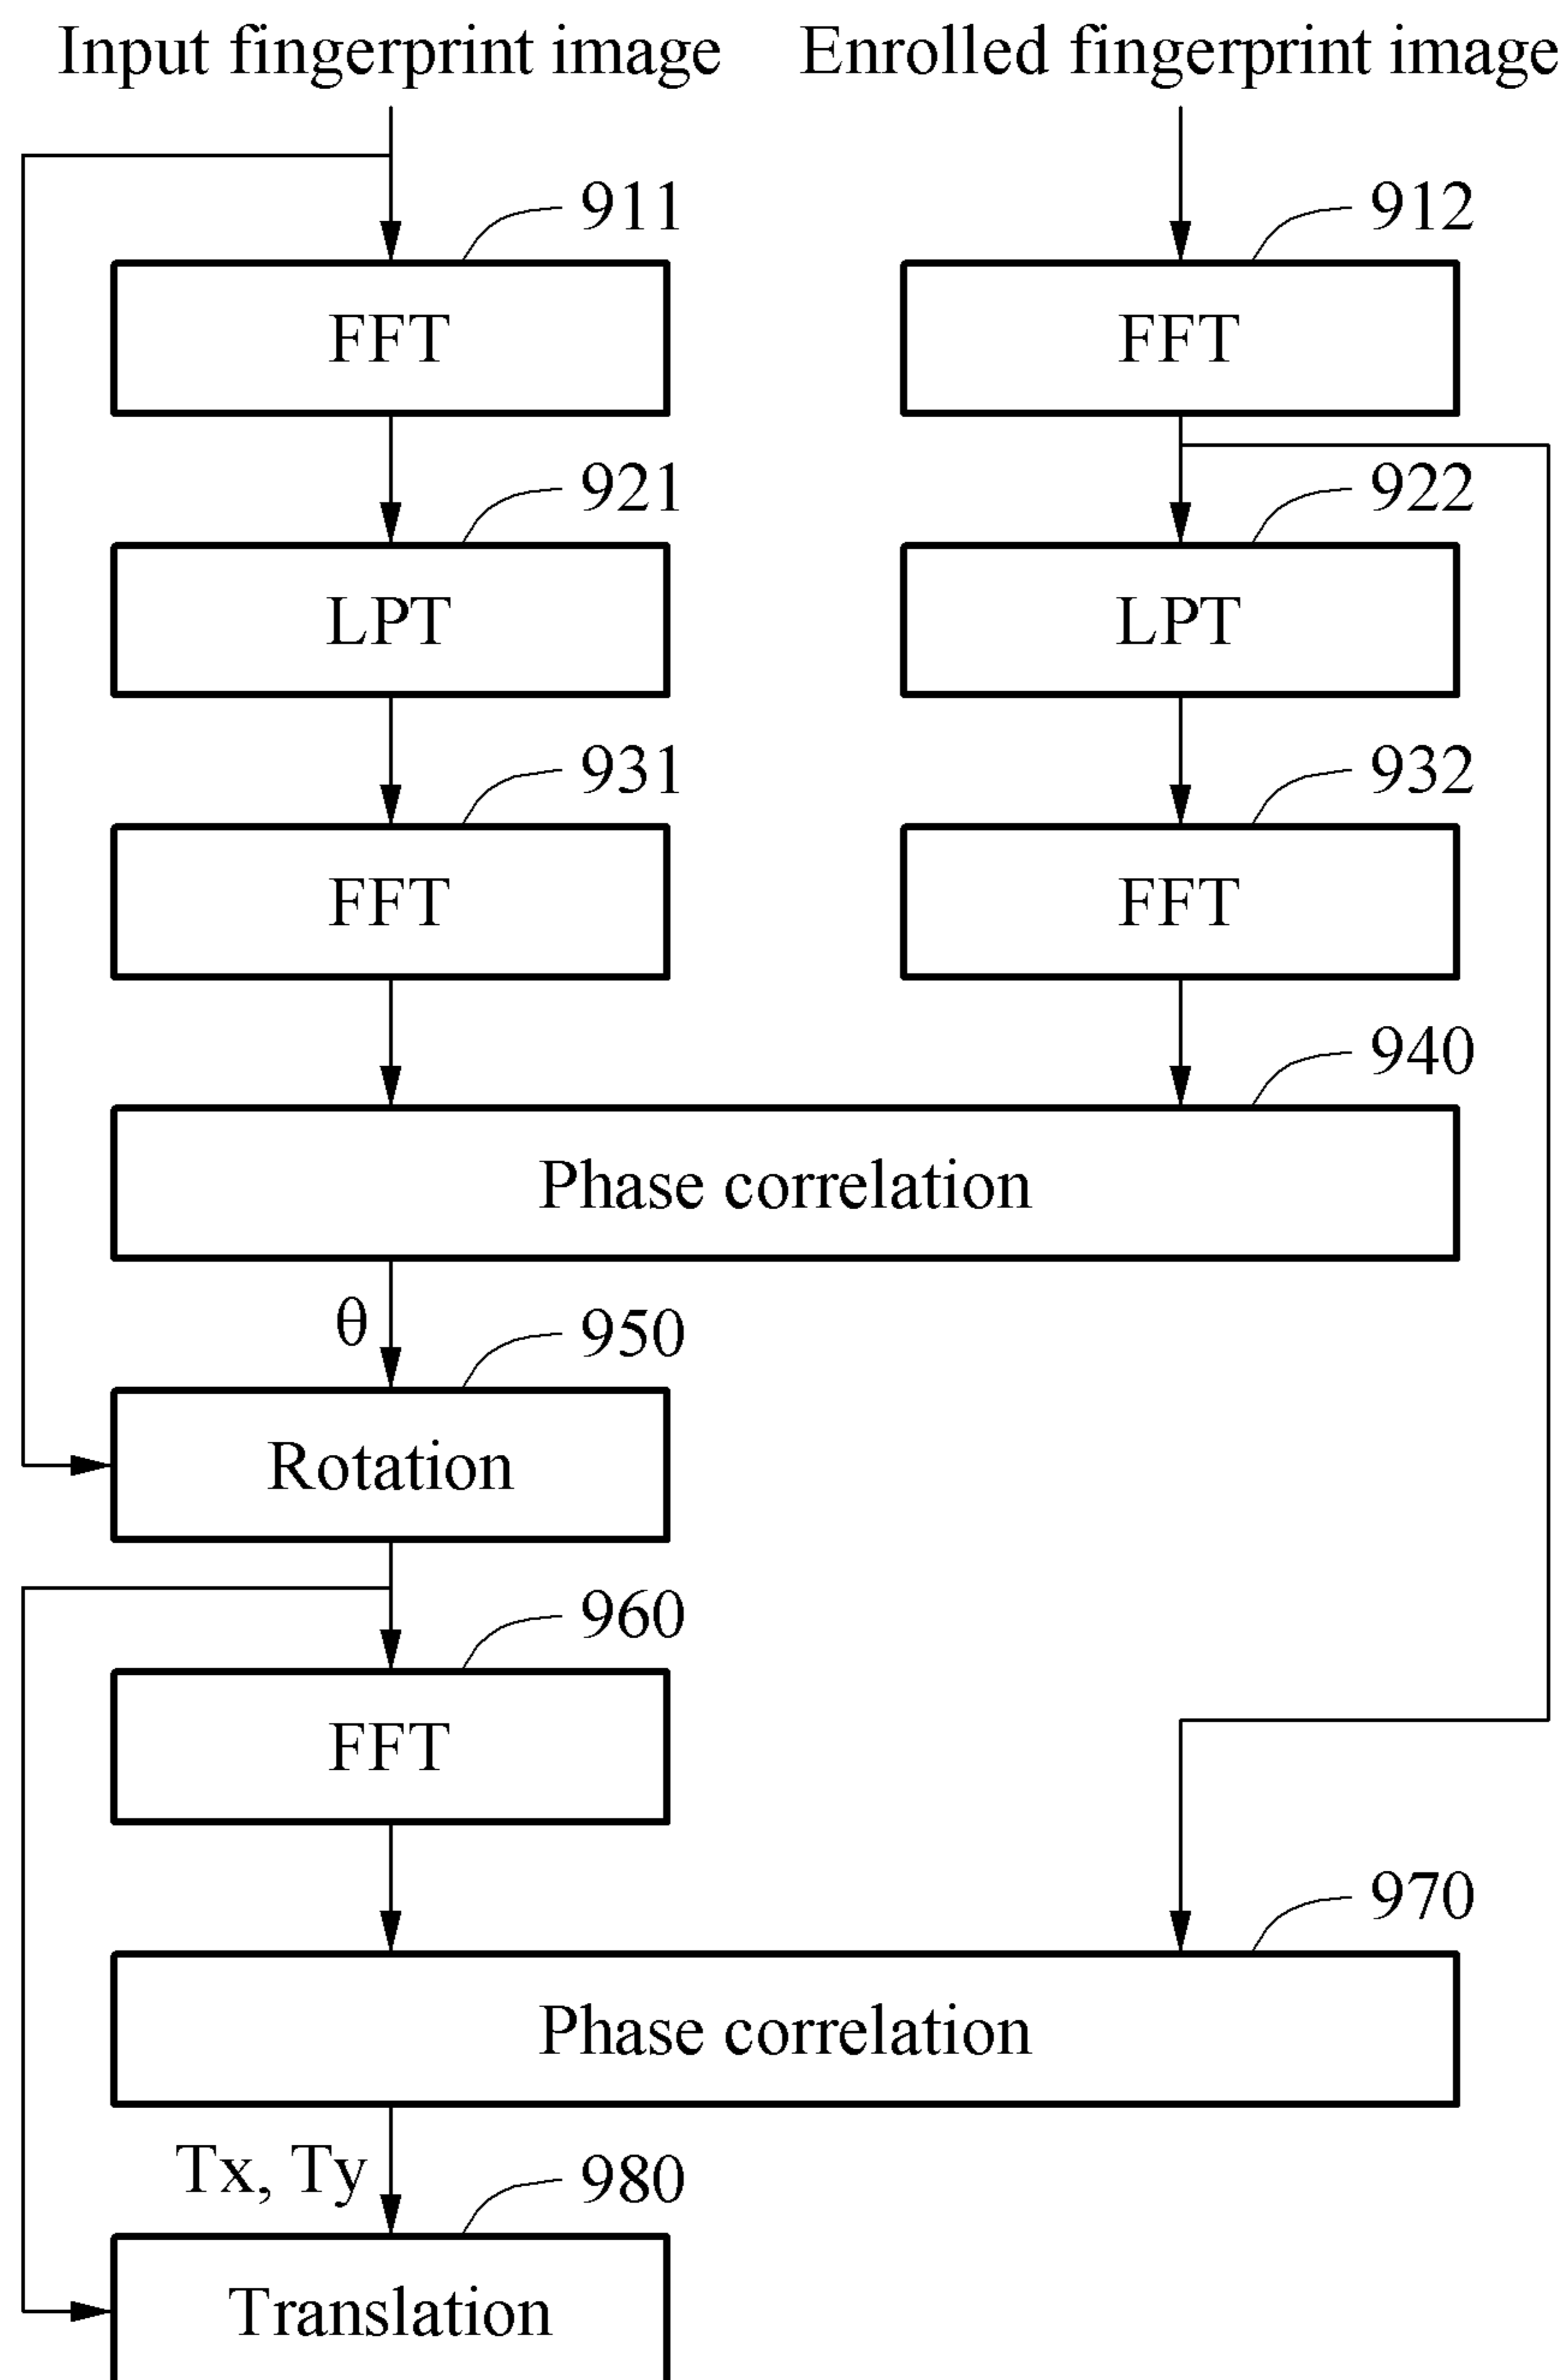 Input fingerprint image
Enrolled fingerprint image
911
912
FFT
FFT
921
922
LPT
LPT
931
932
FFT
FFT
940
Phase correlation
θ
950
Rotation
960
FFT
970
Phase correlation
Tx, Ty
980
Translation